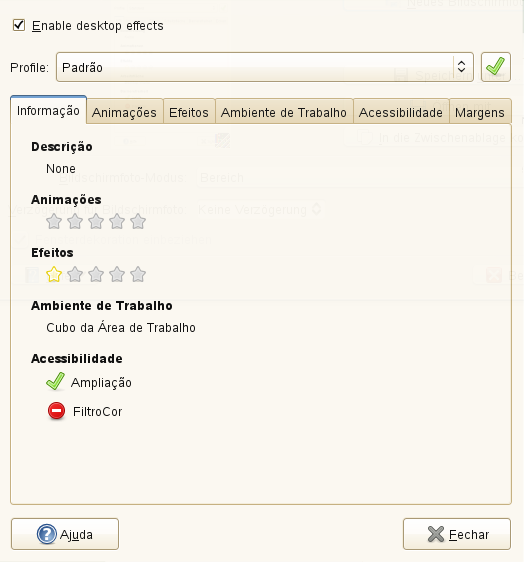 Enable desktop effects
Profile: Padrão
Informação Animações Efeitos Ambiente de Trabalho Acessibilidade Margens
Descrição
None
Animações
Efeitos
Ambiente de Trabalho
Cubo da Área de Trabalho
Acessibilidade
Ampliação
FiltroCor
Ajuda Fechar